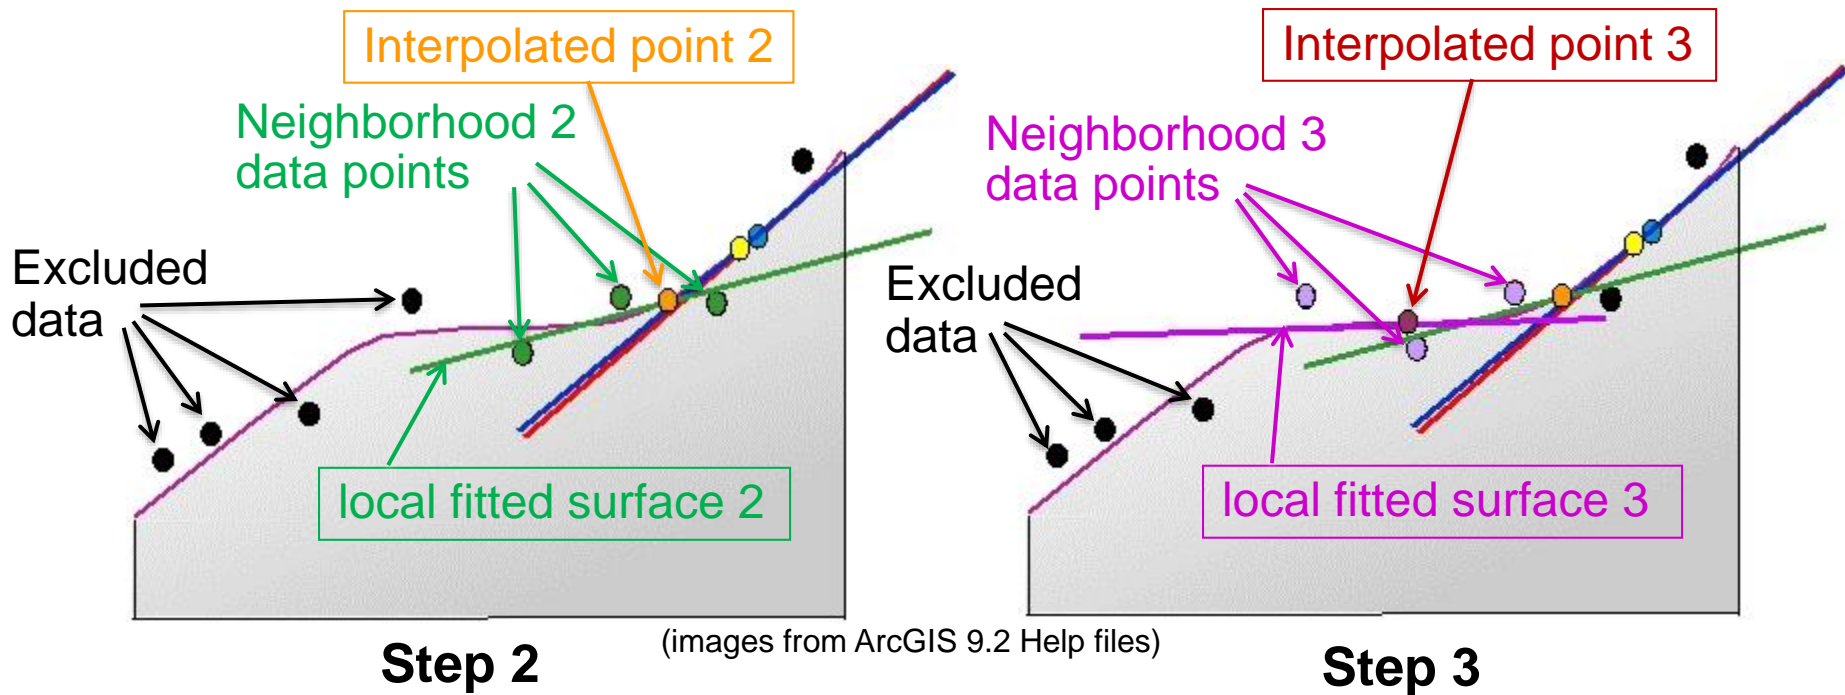 Interpolated point 2
Neighborhood 2
data points
Excluded
data
local fitted surface 2
Step 2
Interpolated point 3
Neighborhood 3
data points
Excluded
data
local fitted surface 3
Step 3
(images from ArcGIS 9.2 Help files)